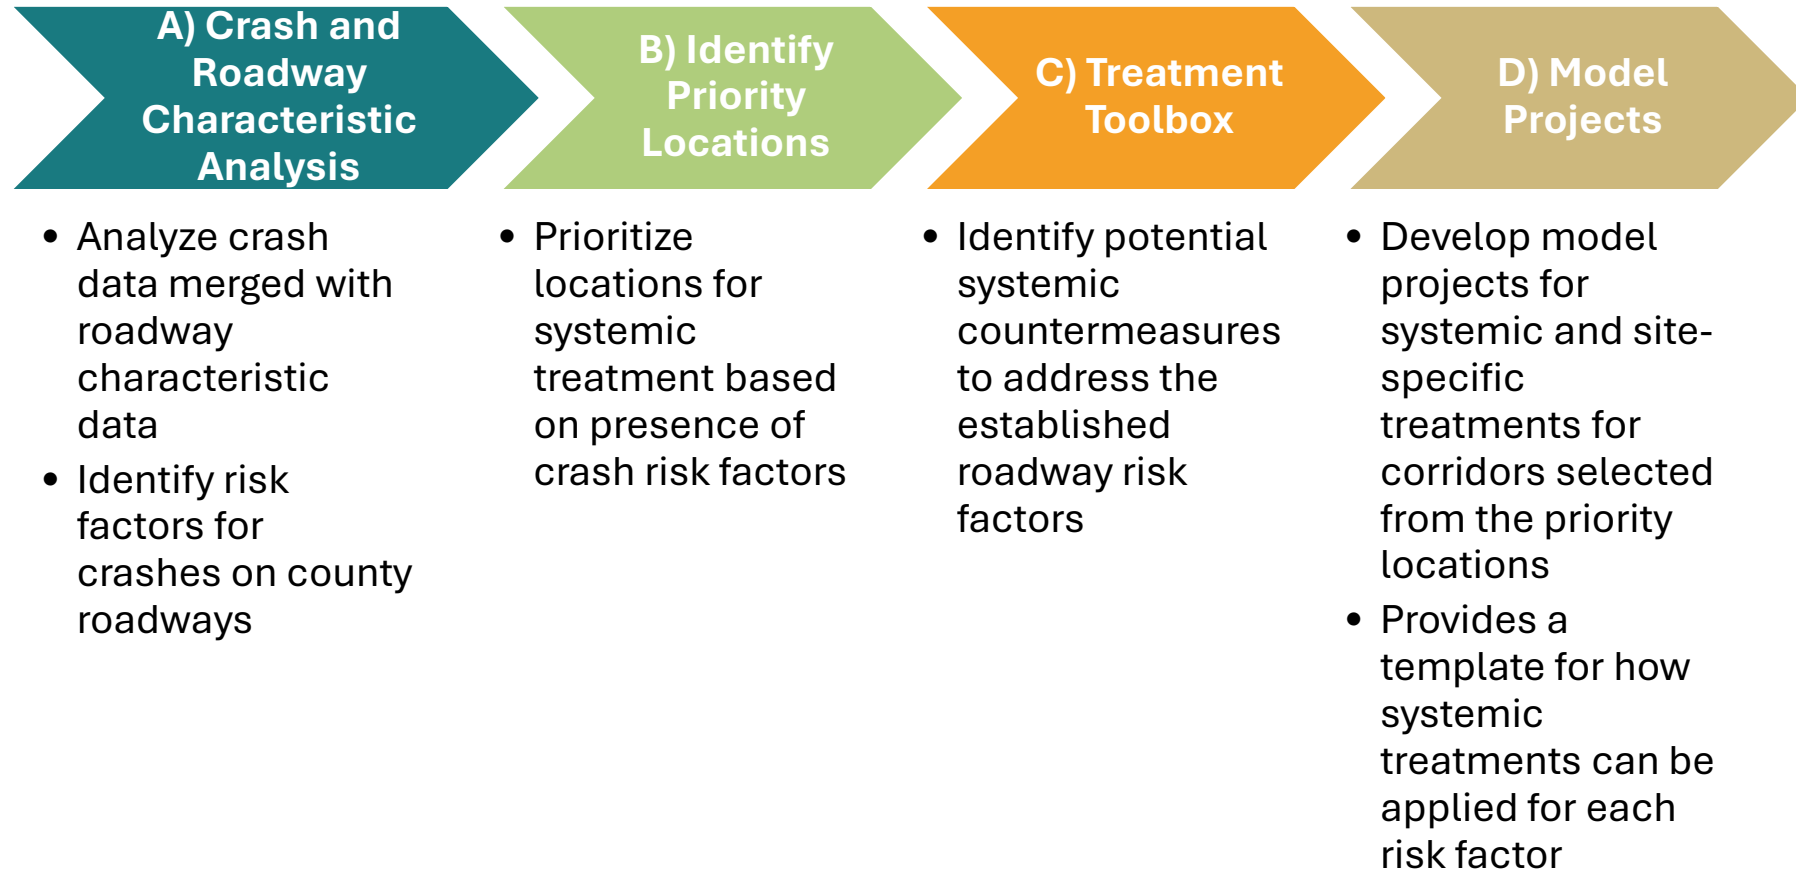 A) Crash and
Roadway
Characteristic
Analysis
• Analyze crash
data merged with
roadway
characteristic
data
• Identify risk
factors for
crashes on county
roadways
B) Identify
Priority
Locations
• Prioritize
locations for
systemic
treatment based
on presence of
crash risk factors
C) Treatment
Toolbox
• Identify potential
systemic
countermeasures
to address the
established
roadway risk
factors
D) Model
Projects
• Develop model
projects for
systemic and site-
specific
treatments for
corridors selected
from the priority
locations
• Provides a
template for how
systemic
treatments can be
applied for each
risk factor